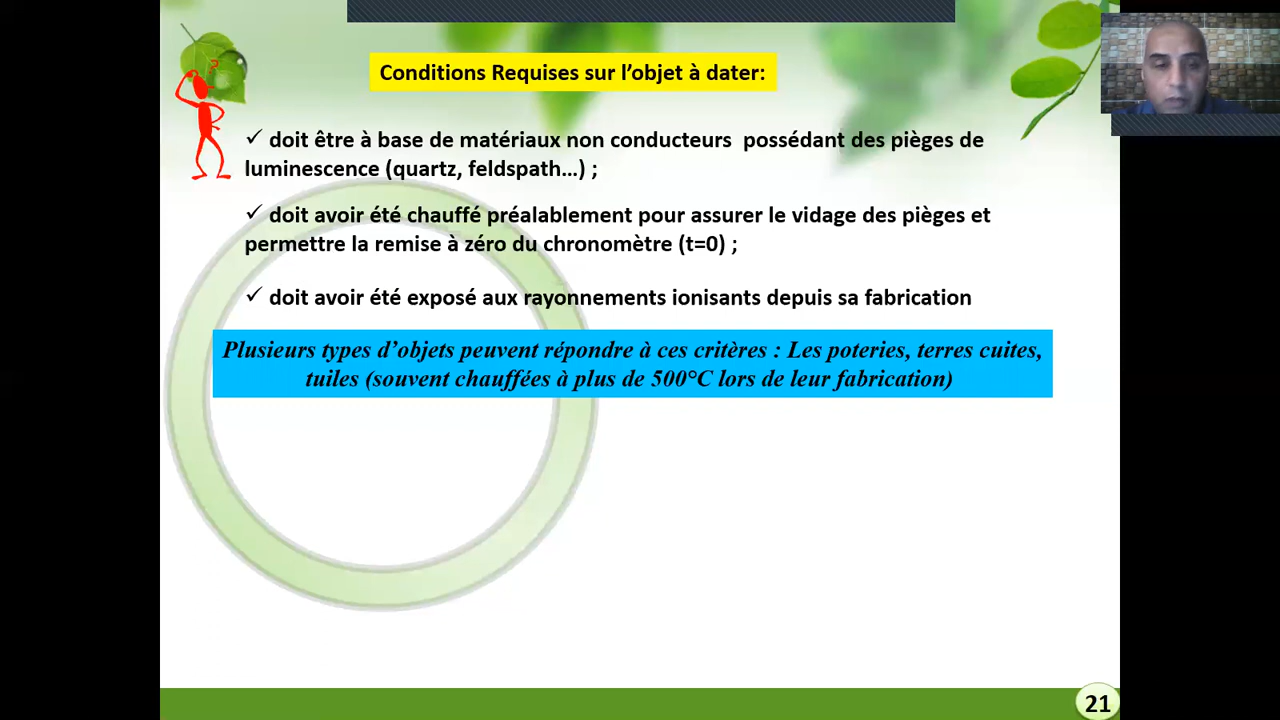 Conditions Requises sur l’objet à dater:
✓ doit être à base de matériaux non conducteurs possédant des pièges de
luminescence (quartz, feldspath…) ;
✓ doit avoir été chauffé préalablement pour assurer le vidage des pièges et
permettre la remise à zéro du chronomètre (t=0) ;
✓ doit avoir été exposé aux rayonnements ionisants depuis sa fabrication
Plusieurs types d’objets peuvent répondre à ces critères : Les poteries, terres cuites,
tuiles (souvent chauffées à plus de 500°C lors de leur fabrication)
21